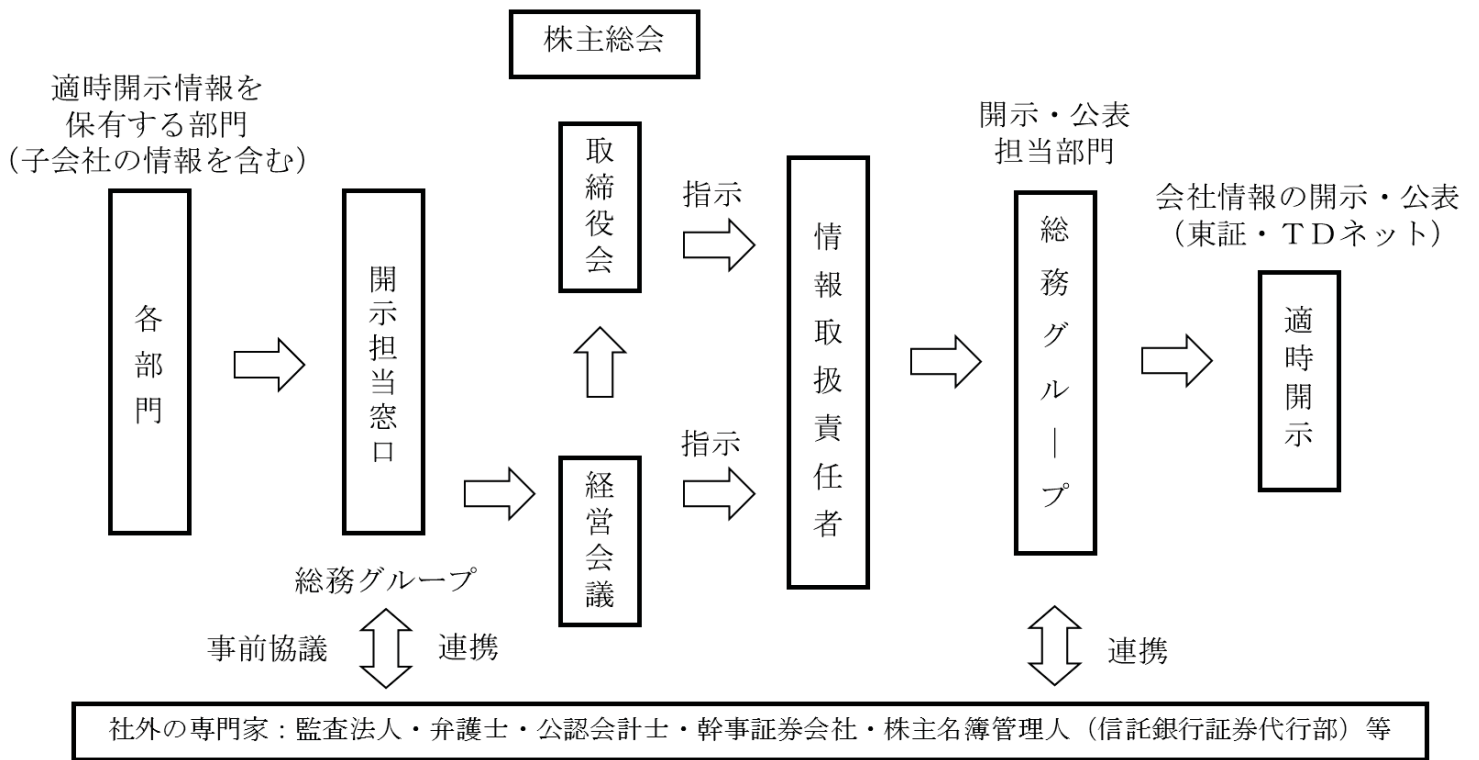 株主総会
適時開示情報を
保有する部門
（子会社の情報を含む）
各部門
開示担当窓口
総務グループ
取締役会
経営会議
指示
指示
情報取扱責任者
開示・公表
担当部門
総務グループ
会社情報の開示・公表
（東証・ＴＤネット）
適時開示
事前協議
連携
連携
社外の専門家：監査法人・弁護士・公認会計士・幹事証券会社・株主名簿管理人（信託銀行証券代行部）等